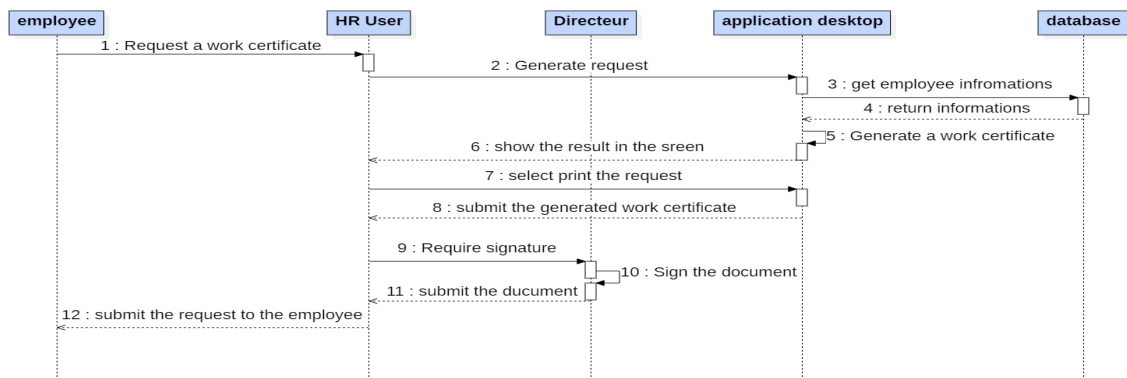 employee
HR User
Directeur
application desktop
database
1 : Request a work certificate
2 : Generate request
3 : get employee infromations
4 : return informations
5 : Generate a work certificate
6 : show the result in the sreen
7 : select print the request
8 : submit the generated work certificate
9 : Require signature
10 : Sign the document
11 : submit the ducument
12 : submit the request to the employee